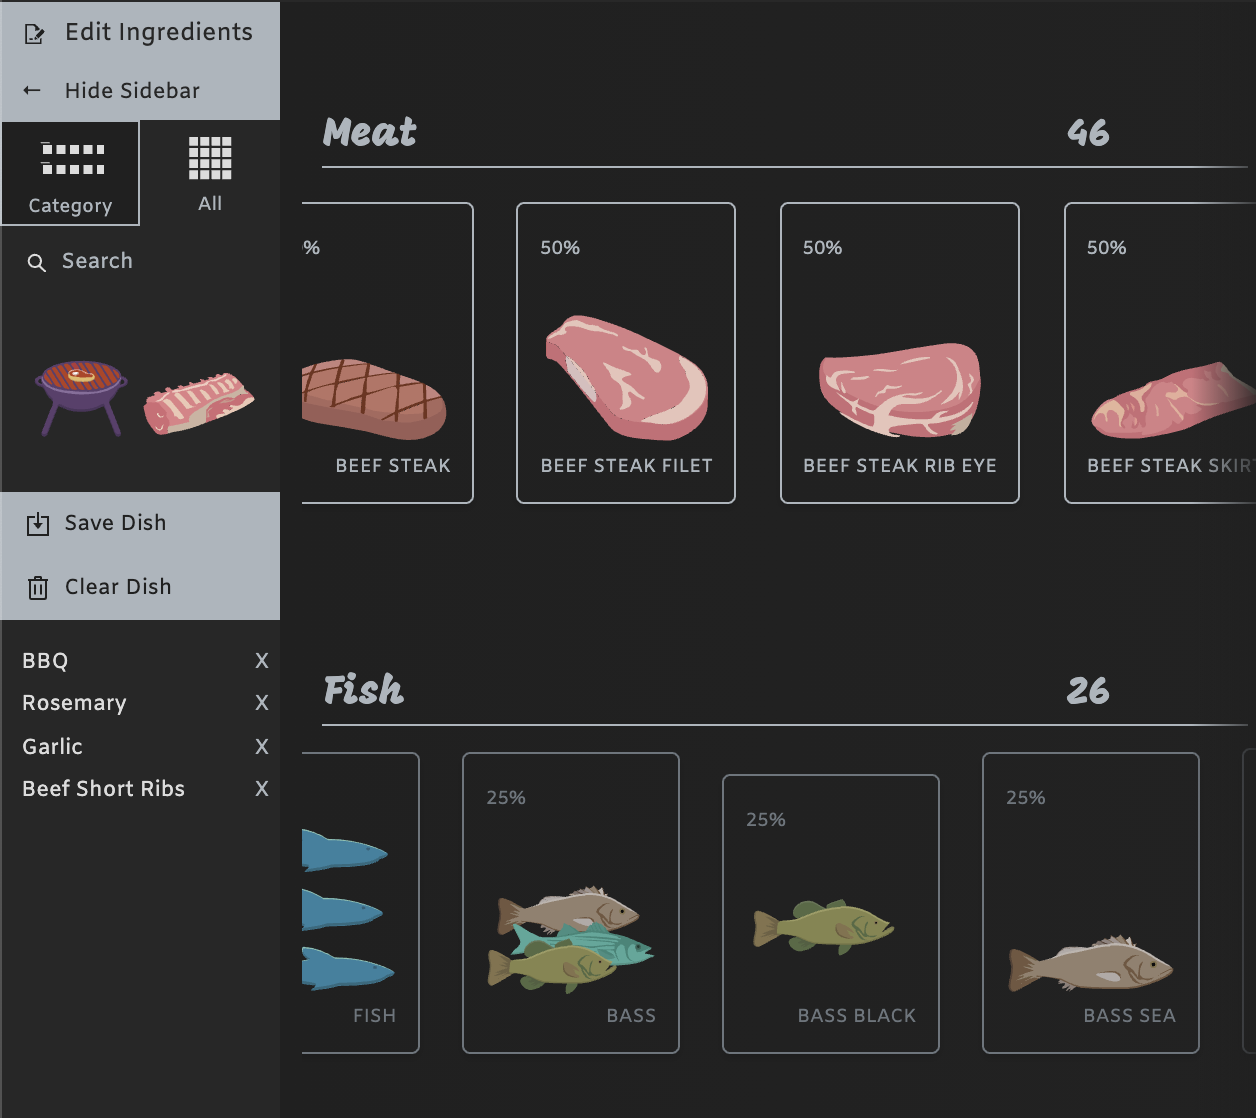 Edit Ingredients
Hide Sidebar
Category
All
Search
Save Dish
Clear Dish
BBQ X
Rosemary X
Garlic X
Beef Short Ribs X
Meat 46
% 50% 50% 50%
BEEF STEAK BEEF STEAK FILET BEEF STEAK RIB EYE BEEF STEAK SKIR
Fish 26
25% 25% 25%
FISH BASS BASS BLACK BASS SEA